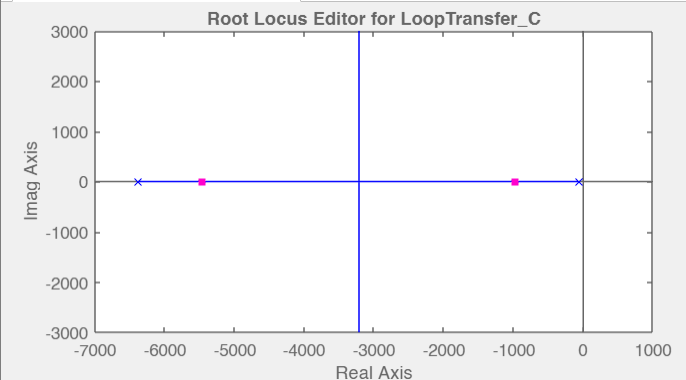 Root Locus Editor for LoopTransfer_C
3000
2000
1000
0
-1000
-2000
-3000
Imag Axis
-7000 -6000 -5000 -4000 -3000 -2000 -1000 0 1000
Real Axis